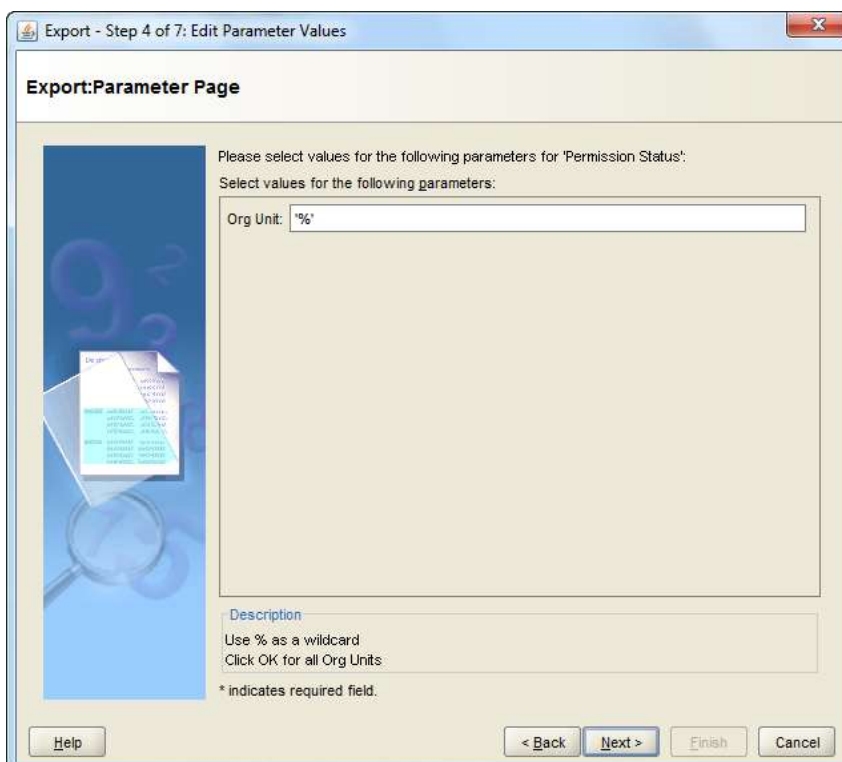 Export - Step 4 of 7: Edit Parameter Values
Export:Parameter Page
Please select values for the following parameters for 'Permission Status':
Select values for the following parameters:
Org Unit: '%'
Description
Use % as a wildcard
Click OK for all Org Units
* indicates required field.
Help < Back Next > Finish Cancel